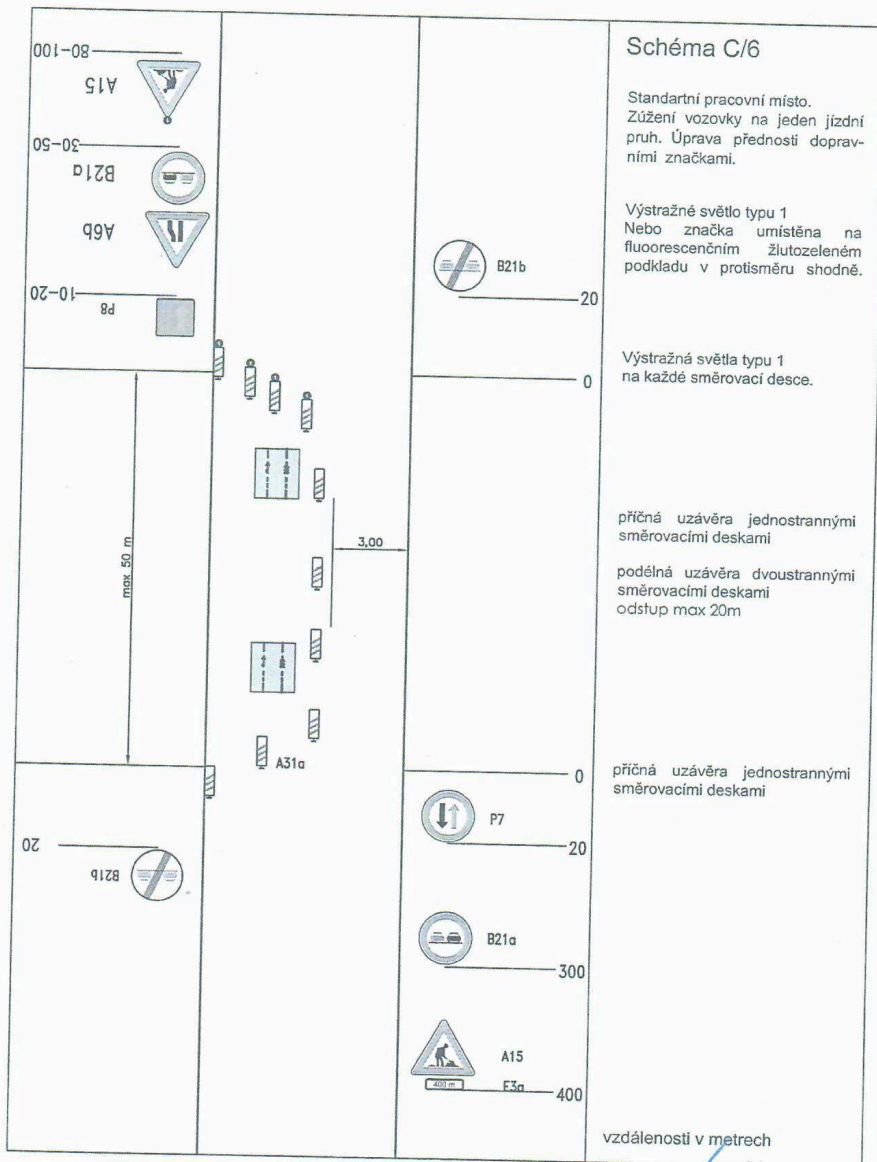 Schéma C/6
Standartní pracovní místo.
Zúžení vozovky na jeden jízdní
pruh. Úprava přednosti doprav-
ními značkami.
Výstražné světlo typu 1
Nebo značka umístěna na
fluoorescenčním žlutozeleném
podkladu v protisměru shodně.
Výstražná světla typu 1
na každé směrovací desce.
příčná uzávěra jednostrannými
směrovacími deskami
podélná uzávěra dvoustrannými
směrovacími deskami
odstup max 20m
příčná uzávěra jednostrannými
směrovacími deskami
vzdálenosti v metrech
80-100
A15
30-50
B21a
A6b
10-20
P8
max 50 m
20
B21b
3,00
A31a
B21b
20
0
0
P7
20
B21a
300
A15
400 m
E3a
400